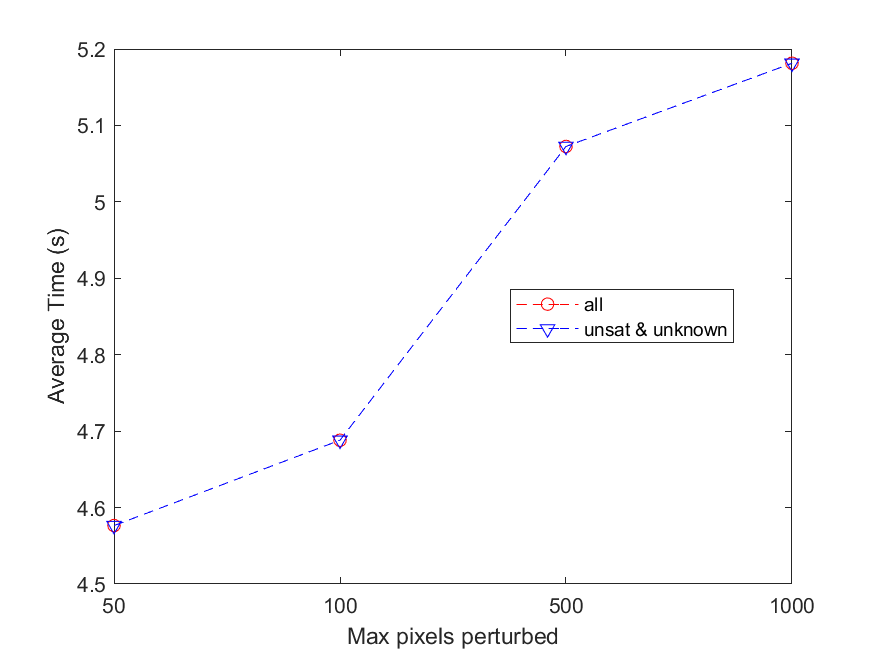 5.2
5.1
5
4.9
4.8
4.7
4.6
4.5
Average Time (s)
all
unsat & unknown
50 100 500 1000
Max pixels perturbed